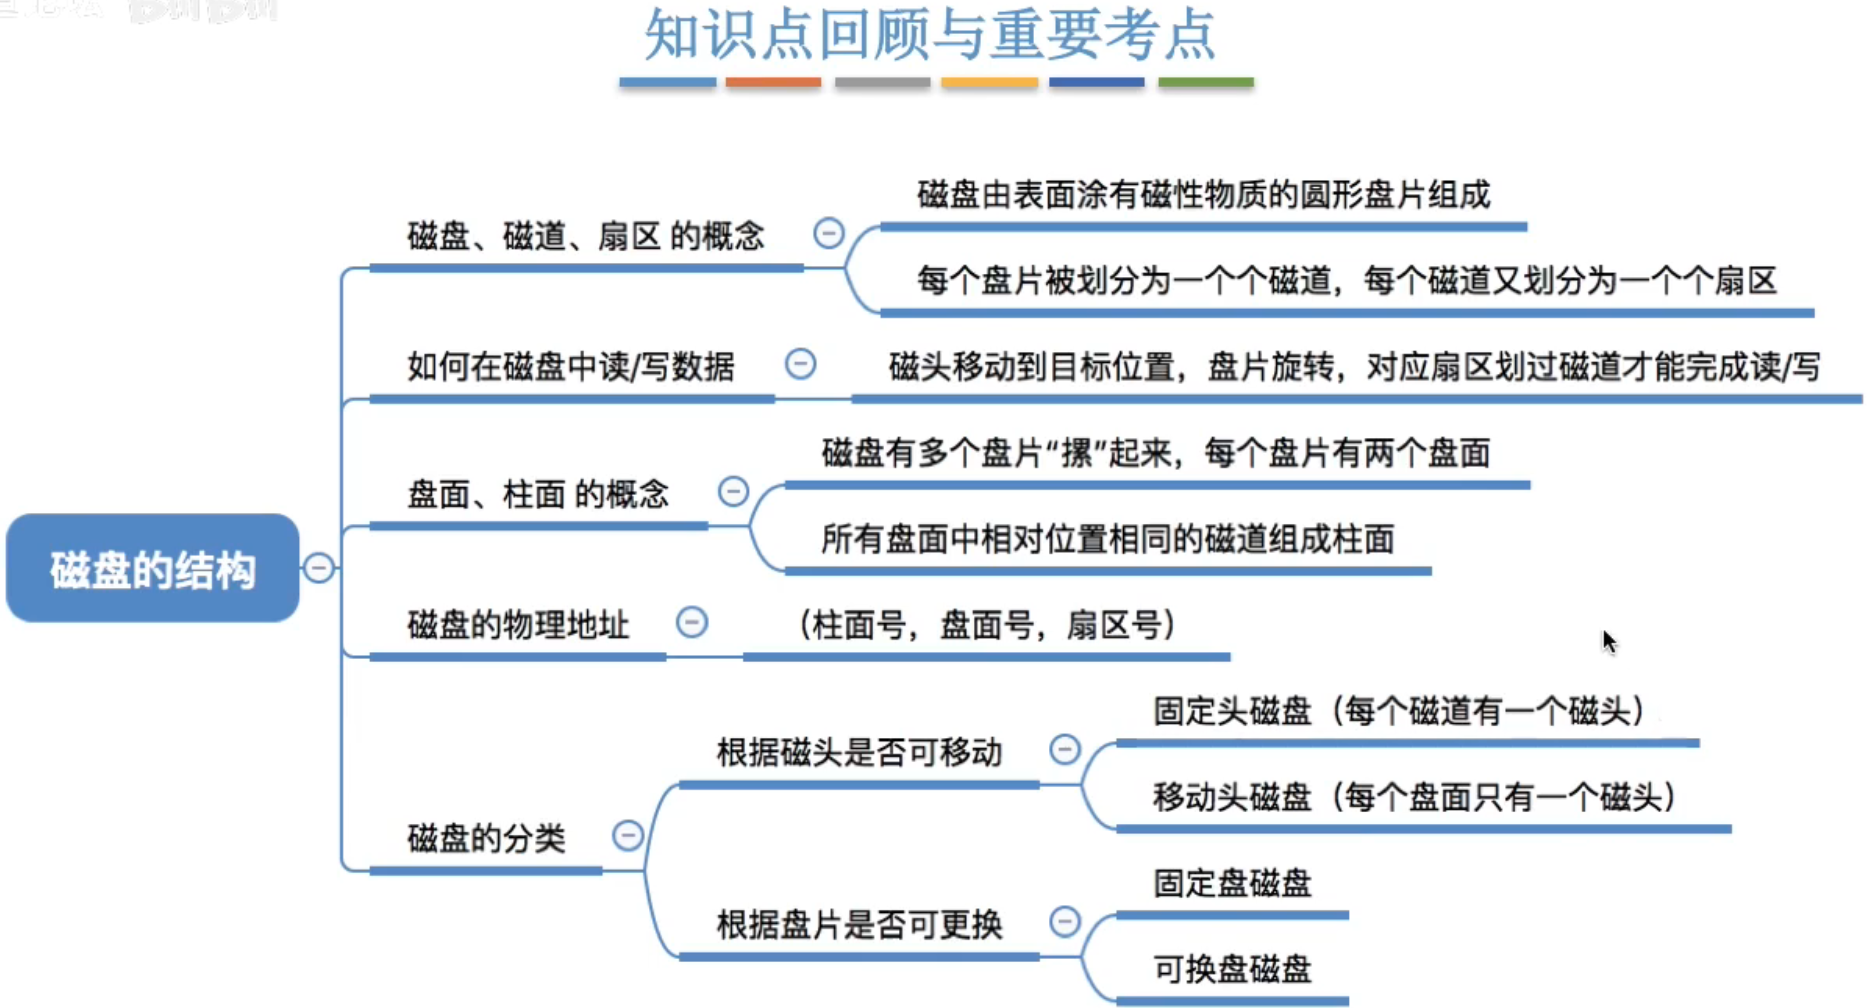 知识点回顾与重要考点
磁盘的结构
磁盘、磁道、扇区 的概念
磁盘由表面涂有磁性物质的圆形盘片组成
每个盘片被划分为一个个磁道，每个磁道又划分为一个个扇区
如何在磁盘中读/写数据
磁头移动到目标位置，盘片旋转，对应扇区划过磁道才能完成读/写
盘面、柱面 的概念
磁盘有多个盘片“摞”起来，每个盘片有两个盘面
所有盘面中相对位置相同的磁道组成柱面
磁盘的物理地址
（柱面号，盘面号，扇区号）
磁盘的分类
根据磁头是否可移动
固定头磁盘（每个磁道有一个磁头）
移动头磁盘（每个盘面只有一个磁头）
根据盘片是否可更换
固定盘磁盘
可换盘磁盘